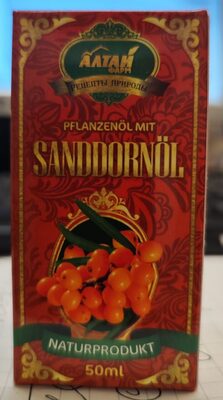 АЛТАЙ
ФАРМ
РЕЦЕПТЫ ПРИРОДЫ
PFLANZENÖL MIT
SANDDORNÖL
NATURPRODUKT
50ml